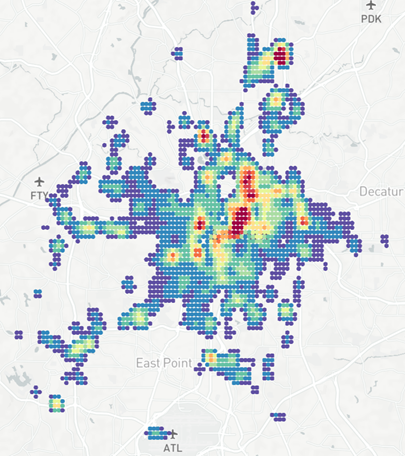 PDK
Decatur
FTY
East Point
ATL